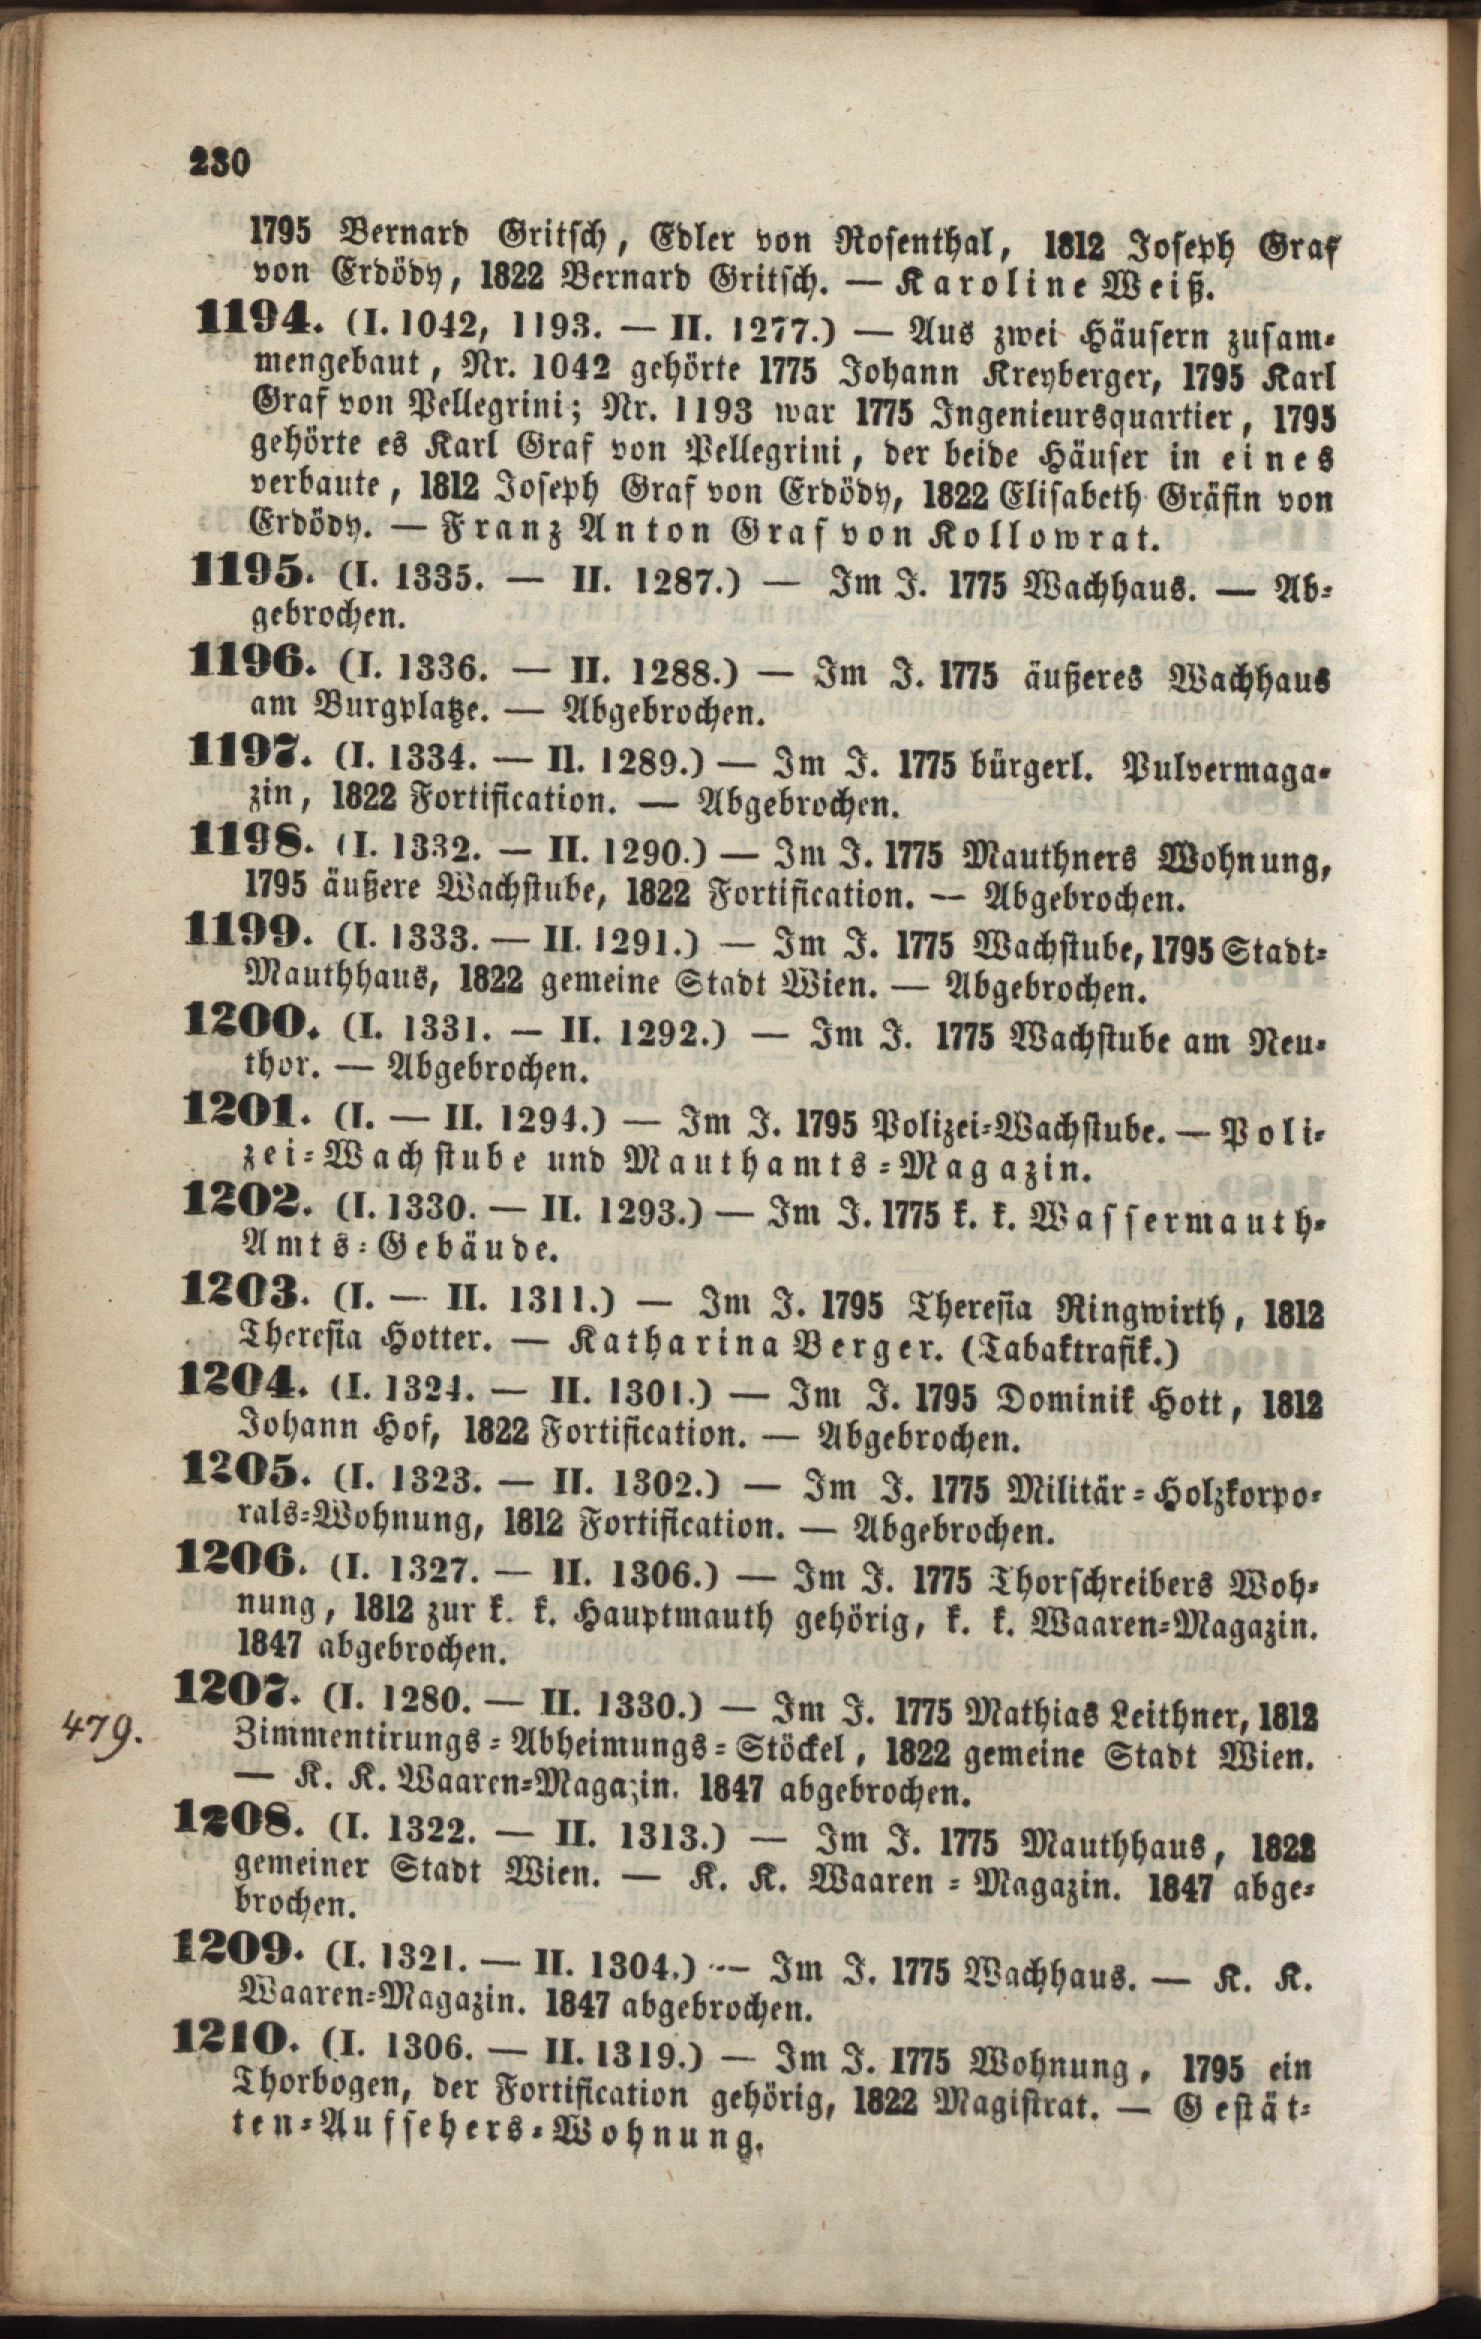 230
1795 Bernard Gritsch, Edler von Rosenthal, 1812 Joseph Graf
von Erdödy, 1822 Bernard Gritsch. — Karoline Weiß.
1194. (I. 1042, 1193. — II. 1277.) — Aus zwei Häusern zusam-
mengebaut, Nr. 1042 gehörte 1775 Johann Kreyberger, 1795 Karl
Graf von Pellegrini; Nr. 1193 war 1775 Ingenieursquartier, 1795
gehörte es Karl Graf von Pellegrini, der beide Häuser in eines
verbaute, 1812 Joseph Graf von Erdödy, 1822 Elisabeth Gräfin von
Erdödy. — Franz Anton Graf von Kollowrat.
1195. (I. 1335. — II. 1287.) — Im J. 1775 Wachhaus. — Ab-
gebrochen.
1196. (I. 1336. — II. 1288.) — Im J. 1775 äußeres Wachhaus
am Burgplatze. — Abgebrochen.
1197. (I. 1334. — II. 1289.) — Im J. 1775 bürgerl. Pulvermaga-
zin, 1822 Fortification. — Abgebrochen.
1198. (I. 1332. — II. 1290.) — Im J. 1775 Mauthners Wohnung,
1795 äußere Wachstube, 1822 Fortification. — Abgebrochen.
1199. (I. 1333. — II. 1291.) — Im J. 1775 Wachstube, 1795 Stadt-
Mauthhaus, 1822 gemeine Stadt Wien. — Abgebrochen.
1200. (I. 1331. — II. 1292.) — Im J. 1775 Wachstube am Neu-
thor. — Abgebrochen.
1201. (I. — II. 1294.) — Im J. 1795 Polizei-Wachstube. — Poli-
zei-Wachstube und Mauthamts-Magazin.
1202. (I. 1330. — II. 1293.) — Im J. 1775 k. k. Wassermauth-
Amts-Gebäude.
1203. (I. — II. 1311.) — Im J. 1795 Theresia Ringwirth, 1812
Theresia Hotter. — Katharina Berger. (Tabaktrafik.)
1204. (I. 1324. — II. 1301.) — Im J. 1795 Dominik Hott, 1812
Johann Hof, 1822 Fortification. — Abgebrochen.
1205. (I. 1323. — II. 1302.) — Im J. 1775 Militär-Holzkorpo-
rals-Wohnung, 1812 Fortification. — Abgebrochen.
1206. (I. 1327. — II. 1306.) — Im J. 1775 Thorschreibers Woh-
nung, 1812 zur k. k. Hauptmauth gehörig, k. k. Waaren-Magazin.
1847 abgebrochen.
1207. (I. 1280. — II. 1330.) — Im J. 1775 Mathias Leithner, 1812
479.
Zimmentirungs-Abheimungs-Stöckel, 1822 gemeine Stadt Wien.
— K. K. Waaren-Magazin. 1847 abgebrochen.
1208. (I. 1322. — II. 1313.) — Im J. 1775 Mauthhaus, 1822
gemeiner Stadt Wien. — K. K. Waaren-Magazin. 1847 abge-
brochen.
1209. (I. 1321. — II. 1304.) — Im J. 1775 Wachhaus. — K. K.
Waaren-Magazin. 1847 abgebrochen.
1210. (I. 1306. — II. 1319.) — Im J. 1775 Wohnung, 1795 ein
Thorbogen, der Fortification gehörig, 1822 Magistrat. — Gestät-
ten-Aufsehers-Wohnung.